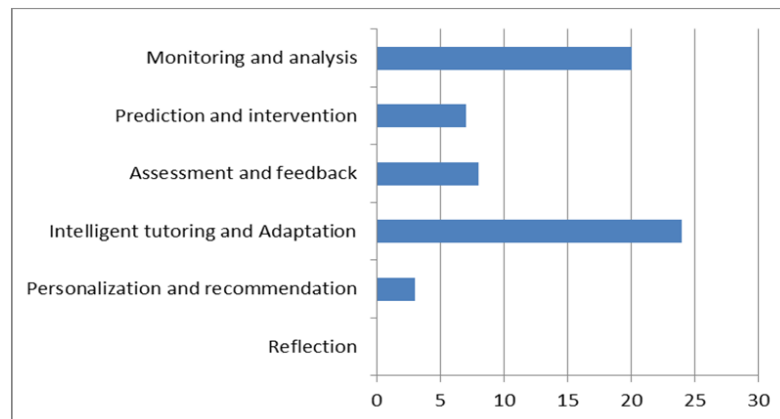 Monitoring and analysis
Prediction and intervention
Assessment and feedback
Intelligent tutoring and Adaptation
Personalization and recommendation
Reflection
0 5 10 15 20 25 30